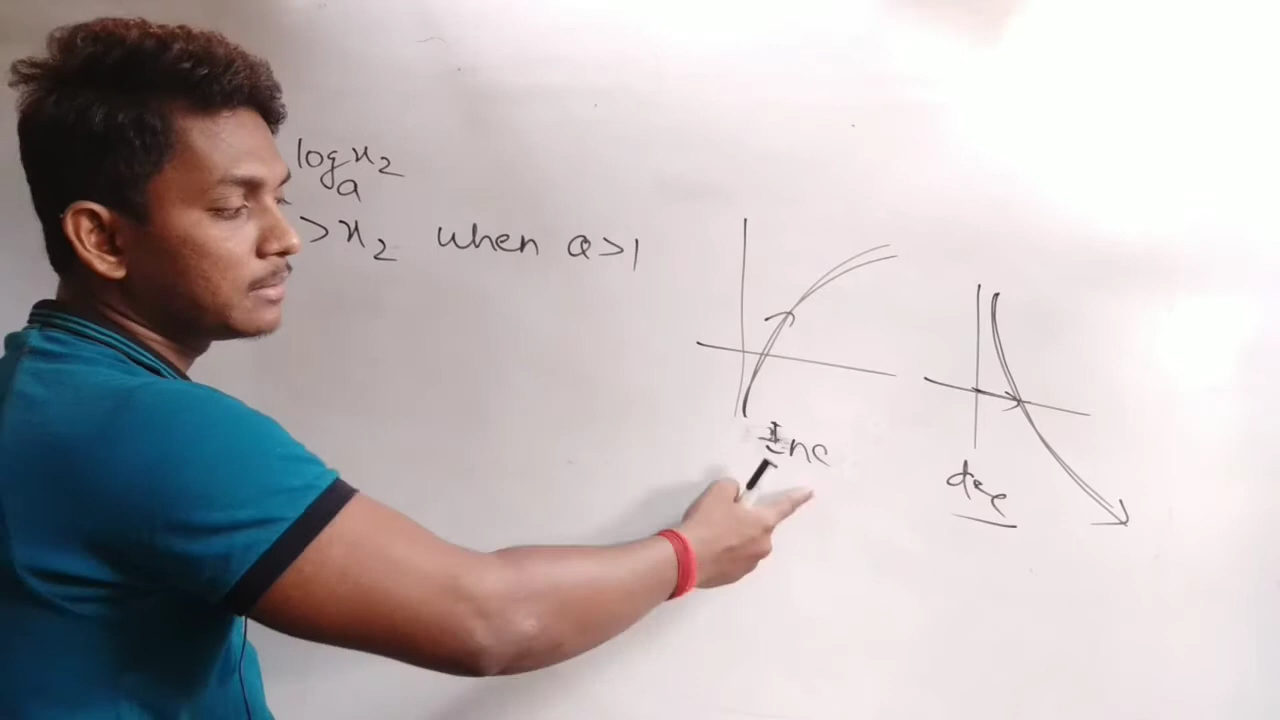 log x₂
a
> x₂ when a>1
Inc
dec